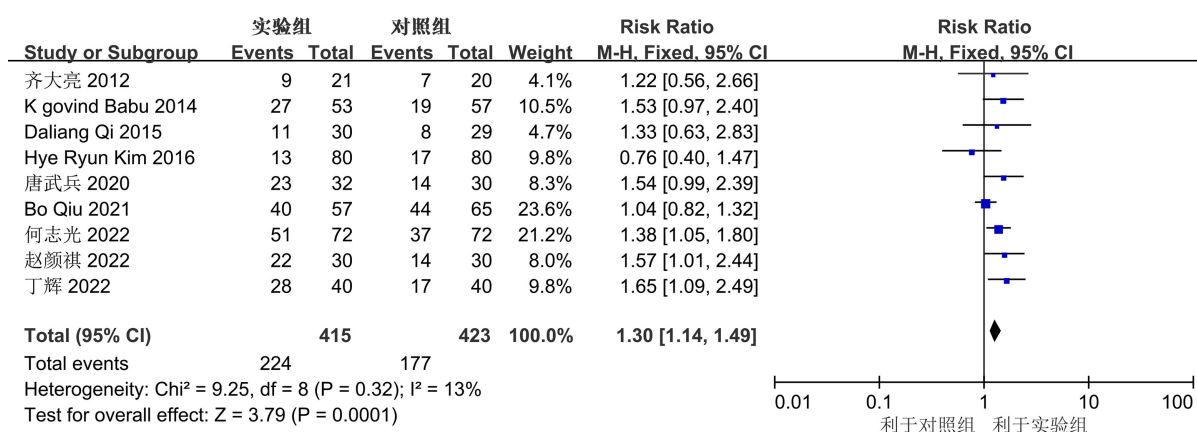 实验组 对照组 Risk Ratio Risk Ratio
Study or Subgroup Events Total Events Total Weight M-H, Fixed, 95% CI M-H, Fixed, 95% CI
齐大亮 2012 9 21 7 20 4.1% 1.22 [0.56, 2.66]
K govind Babu 2014 27 53 19 57 10.5% 1.53 [0.97, 2.40]
Daliang Qi 2015 11 30 8 29 4.7% 1.33 [0.63, 2.83]
Hye Ryun Kim 2016 13 80 17 80 9.8% 0.76 [0.40, 1.47]
唐武兵 2020 23 32 14 30 8.3% 1.54 [0.99, 2.39]
Bo Qiu 2021 40 57 44 65 23.6% 1.04 [0.82, 1.32]
何志光 2022 51 72 37 72 21.2% 1.38 [1.05, 1.80]
赵颜祺 2022 22 30 14 30 8.0% 1.57 [1.01, 2.44]
丁辉 2022 28 40 17 40 9.8% 1.65 [1.09, 2.49]
Total (95% CI) 415 423 100.0% 1.30 [1.14, 1.49]
Total events 224 177
Heterogeneity: Chi² = 9.25, df = 8 (P = 0.32); I² = 13%
Test for overall effect: Z = 3.79 (P = 0.0001)
0.01 0.1 1 10 100
利于对照组 利于实验组